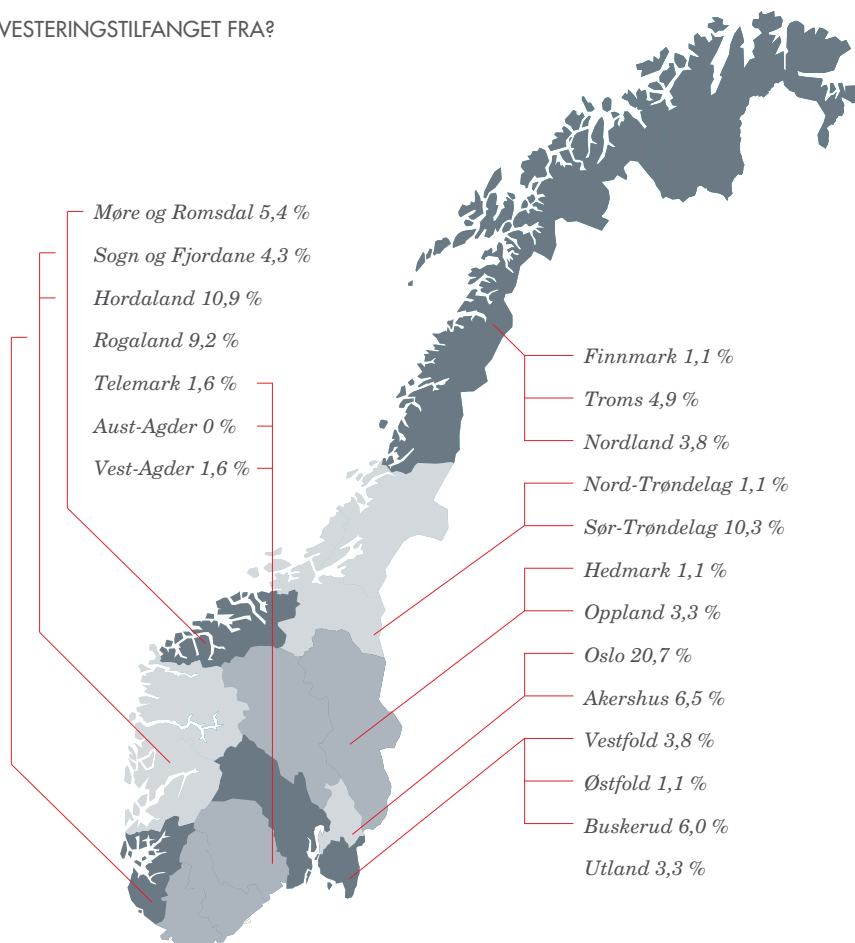 VESTERINGSTILFANGET FRA?
Møre og Romsdal 5,4 %
Sogn og Fjordane 4,3 %
Hordaland 10,9 %
Rogaland 9,2 %
Telemark 1,6 %
Aust-Agder 0 %
Vest-Agder 1,6 %
Finnmark 1,1 %
Troms 4,9 %
Nordland 3,8 %
Nord-Trøndelag 1,1 %
Sør-Trøndelag 10,3 %
Hedmark 1,1 %
Oppland 3,3 %
Oslo 20,7 %
Akershus 6,5 %
Vestfold 3,8 %
Østfold 1,1 %
Buskerud 6,0 %
Utland 3,3 %